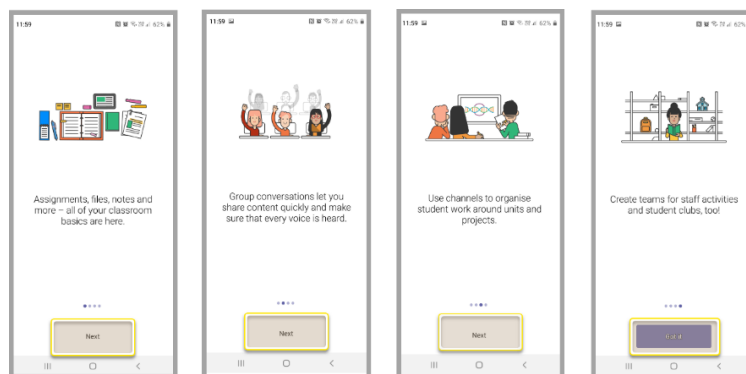 11:59 62%
Assignments, files, notes and
more – all of your classroom
basics are here.
Next
11:59 62%
Group conversations let you
share content quickly and make
sure that every voice is heard.
Next
11:59 62%
Use channels to organise
student work around units and
projects.
Next
11:59 62%
Create teams for staff activities
and student clubs, too!